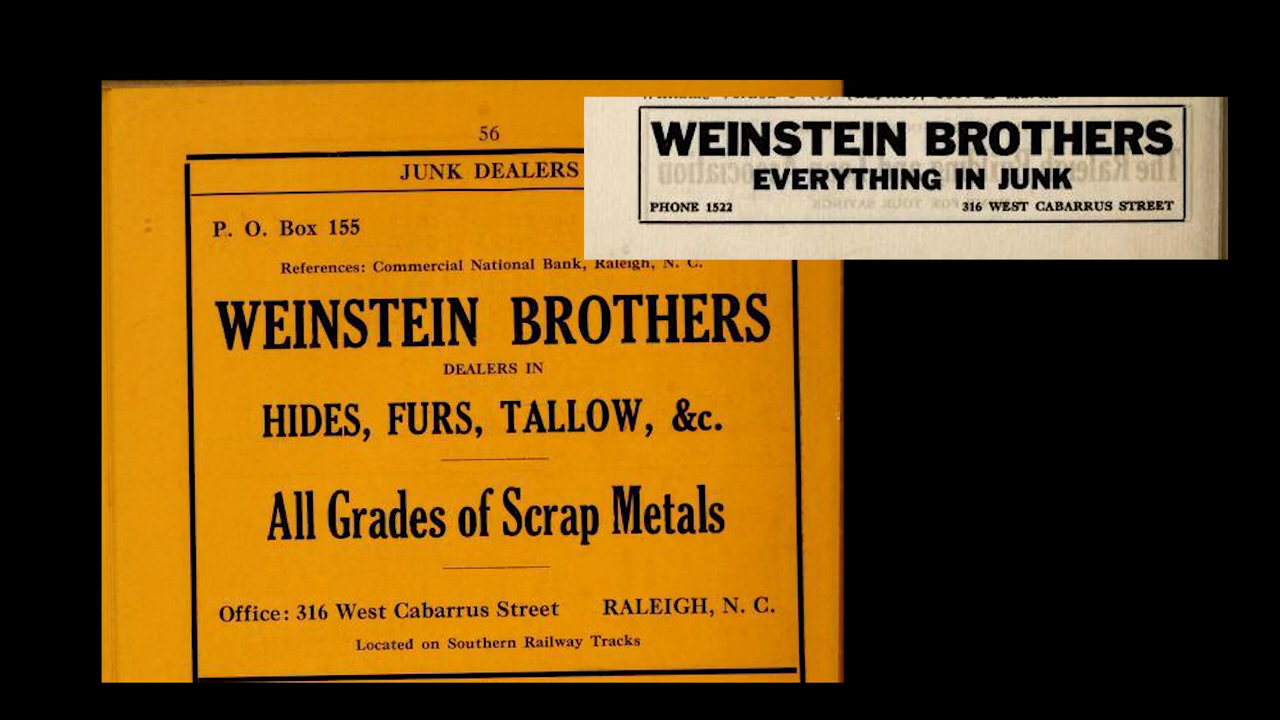 56
JUNK DEALERS
P. O. Box 155
References: Commercial National Bank, Raleigh, N. C.
WEINSTEIN BROTHERS
DEALERS IN
HIDES, FURS, TALLOW, &c.
All Grades of Scrap Metals
Office: 316 West Cabarrus Street RALEIGH, N. C.
Located on Southern Railway Tracks
WEINSTEIN BROTHERS
EVERYTHING IN JUNK
PHONE 1522 316 WEST CABARRUS STREET